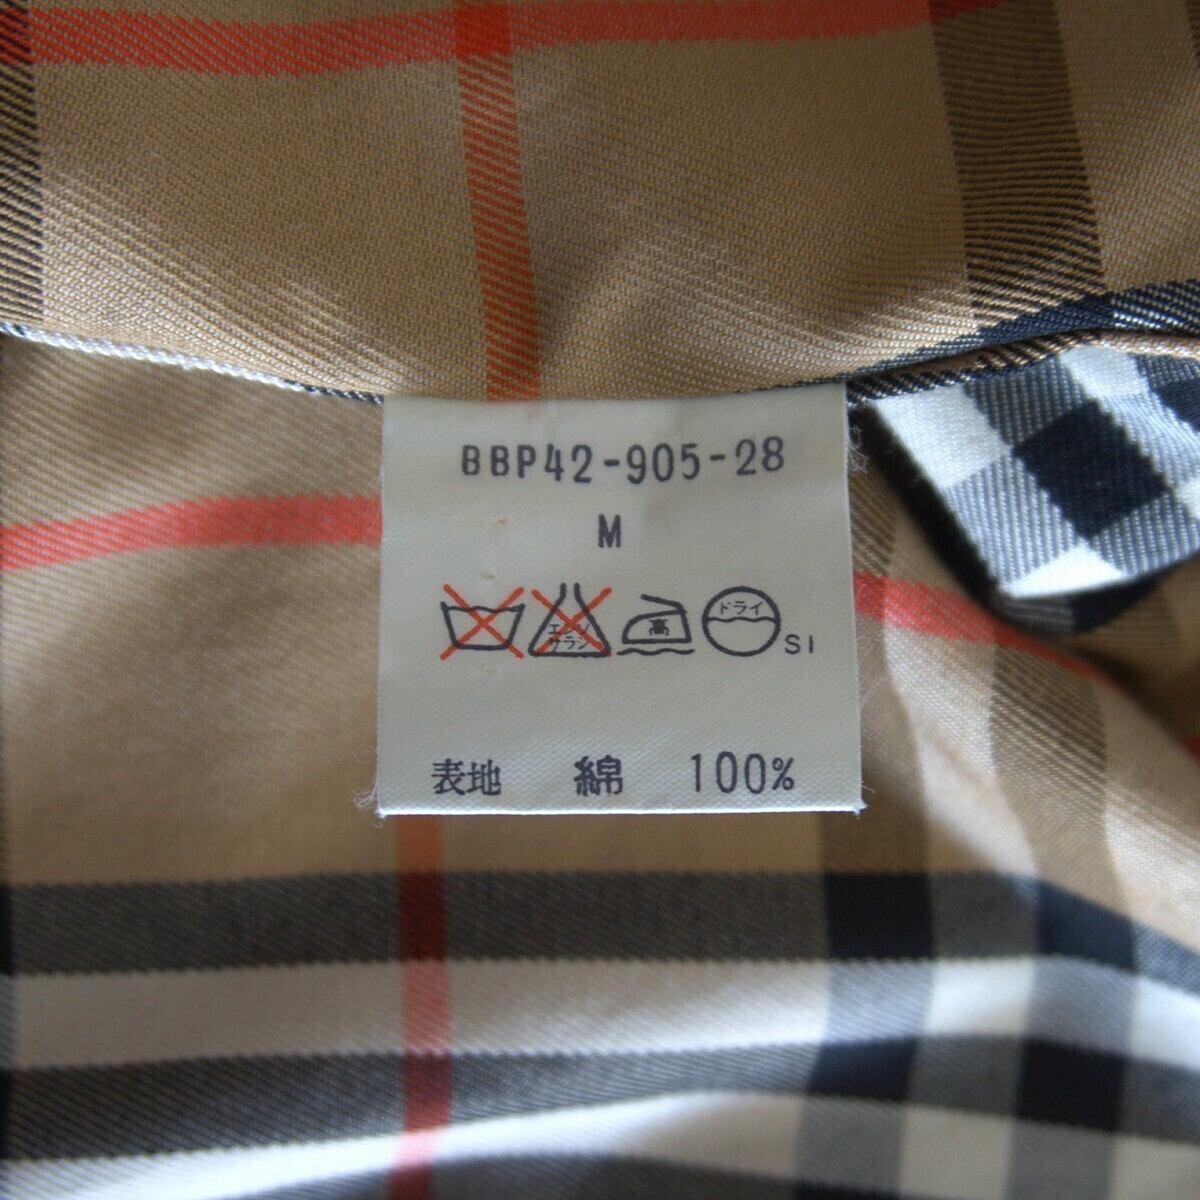 BBP42-905-28
M
エンソ
サラシ
高
ドライ
SI
表地 綿 100%